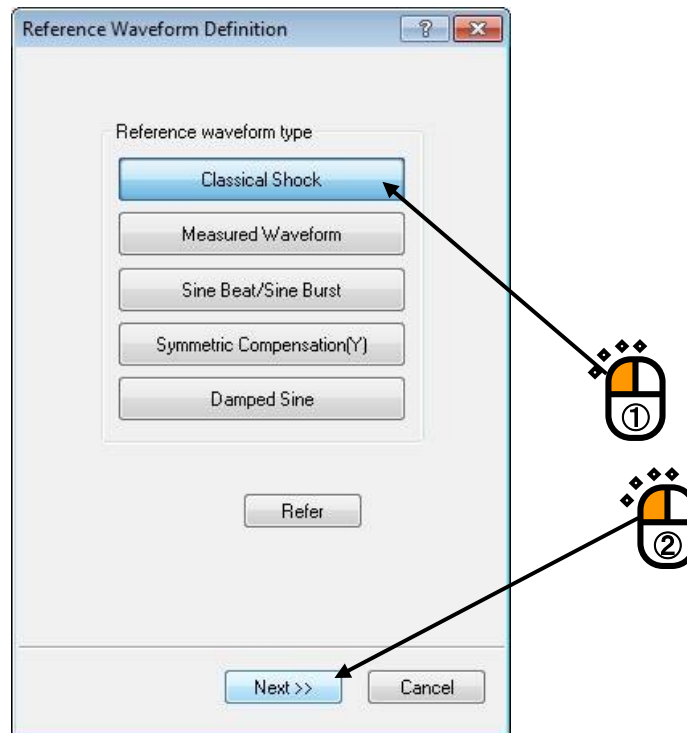 Reference Waveform Definition
?
Reference waveform type
Classical Shock
Measured Waveform
Sine Beat/Sine Burst
Symmetric Compensation(Y)
Damped Sine
①
Refer
②
Next >>
Cancel